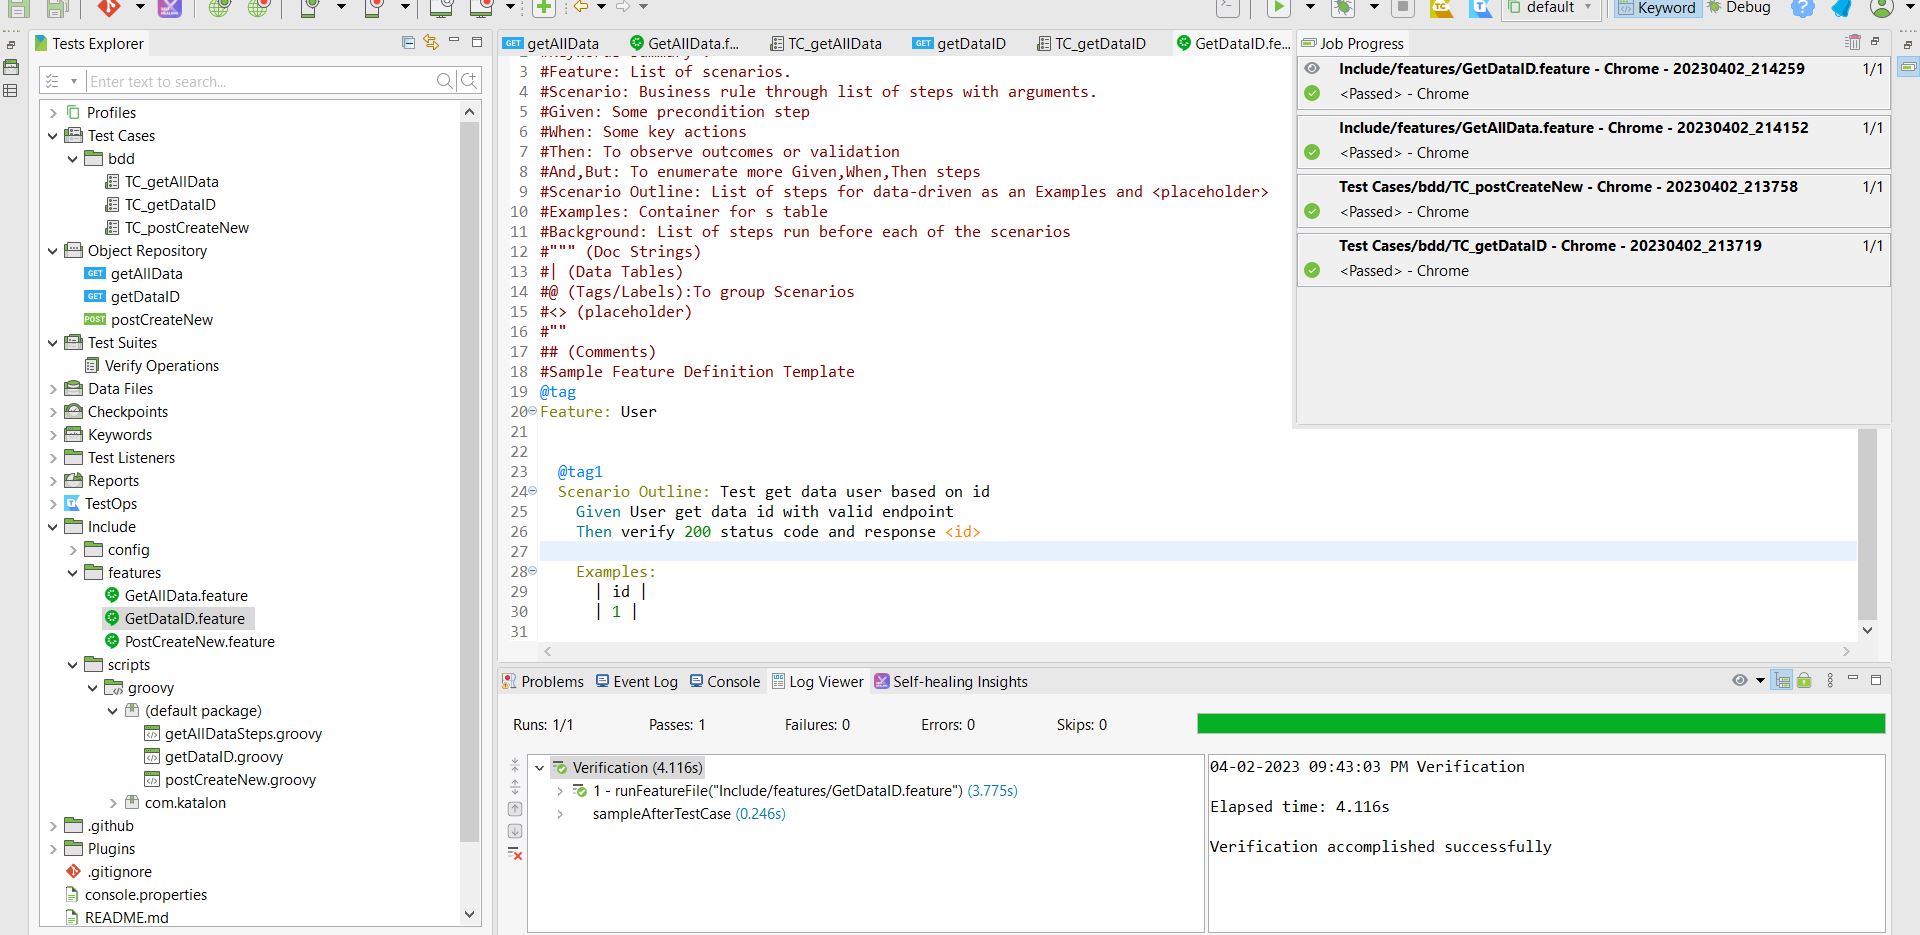 default
Keyword
Debug
Tests Explorer
Enter text to search...
Profiles
Test Cases
bdd
TC_getAllData
TC_getDataID
TC_postCreateNew
Object Repository
GET getAllData
GET getDataID
POST postCreateNew
Test Suites
Verify Operations
Data Files
Checkpoints
Keywords
Test Listeners
Reports
TestOps
Include
config
features
GetAllData.feature
GetDataID.feature
PostCreateNew.feature
scripts
groovy
(default package)
getAllDataSteps.groovy
getDataID.groovy
postCreateNew.groovy
com.katalon
.github
Plugins
.gitignore
console.properties
README.md
GET getAllData
GetAllData.f...
TC_getAllData
GET getDataID
TC_getDataID
GetDataID.fe...
3 #Feature: List of scenarios.
4 #Scenario: Business rule through list of steps with arguments.
5 #Given: Some precondition step
6 #When: Some key actions
7 #Then: To observe outcomes or validation
8 #And,But: To enumerate more Given,When,Then steps
9 #Scenario Outline: List of steps for data-driven as an Examples and <placeholder>
10 #Examples: Container for s table
11 #Background: List of steps run before each of the scenarios
12 #""" (Doc Strings)
13 #| (Data Tables)
14 #@ (Tags/Labels):To group Scenarios
15 #<> (placeholder)
16 #""
17 ## (Comments)
18 #Sample Feature Definition Template
19 @tag
20 Feature: User
21
22
23 @tag1
24 Scenario Outline: Test get data user based on id
25 Given User get data id with valid endpoint
26 Then verify 200 status code and response <id>
27
28 Examples:
29 | id |
30 | 1 |
31
Job Progress
Include/features/GetDataID.feature - Chrome - 20230402_214259 1/1
<Passed> - Chrome
Include/features/GetAllData.feature - Chrome - 20230402_214152 1/1
<Passed> - Chrome
Test Cases/bdd/TC_postCreateNew - Chrome - 20230402_213758 1/1
<Passed> - Chrome
Test Cases/bdd/TC_getDataID - Chrome - 20230402_213719 1/1
<Passed> - Chrome
Problems
Event Log
Console
Log Viewer
Self-healing Insights
Runs: 1/1
Passes: 1
Failures: 0
Errors: 0
Skips: 0
Verification (4.116s)
1 - runFeatureFile("Include/features/GetDataID.feature") (3.775s)
sampleAfterTestCase (0.246s)
04-02-2023 09:43:03 PM Verification
Elapsed time: 4.116s
Verification accomplished successfully